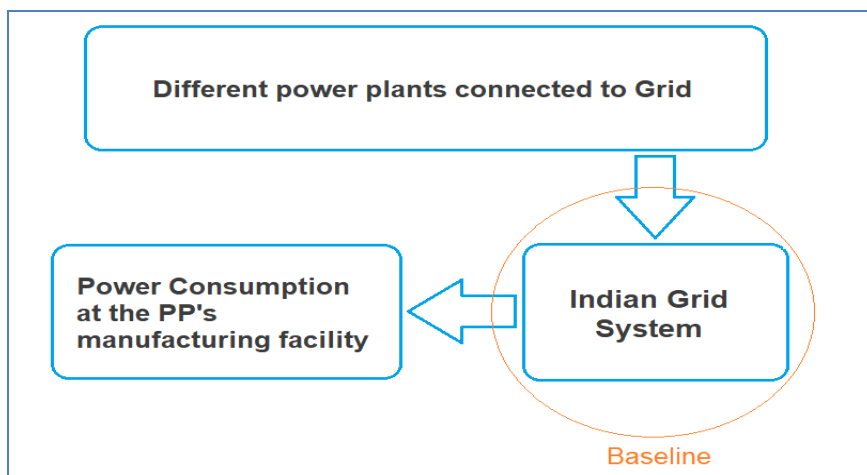 Different power plants connected to Grid
Power Consumption
at the PP's
manufacturing facility
Indian Grid
System
Baseline